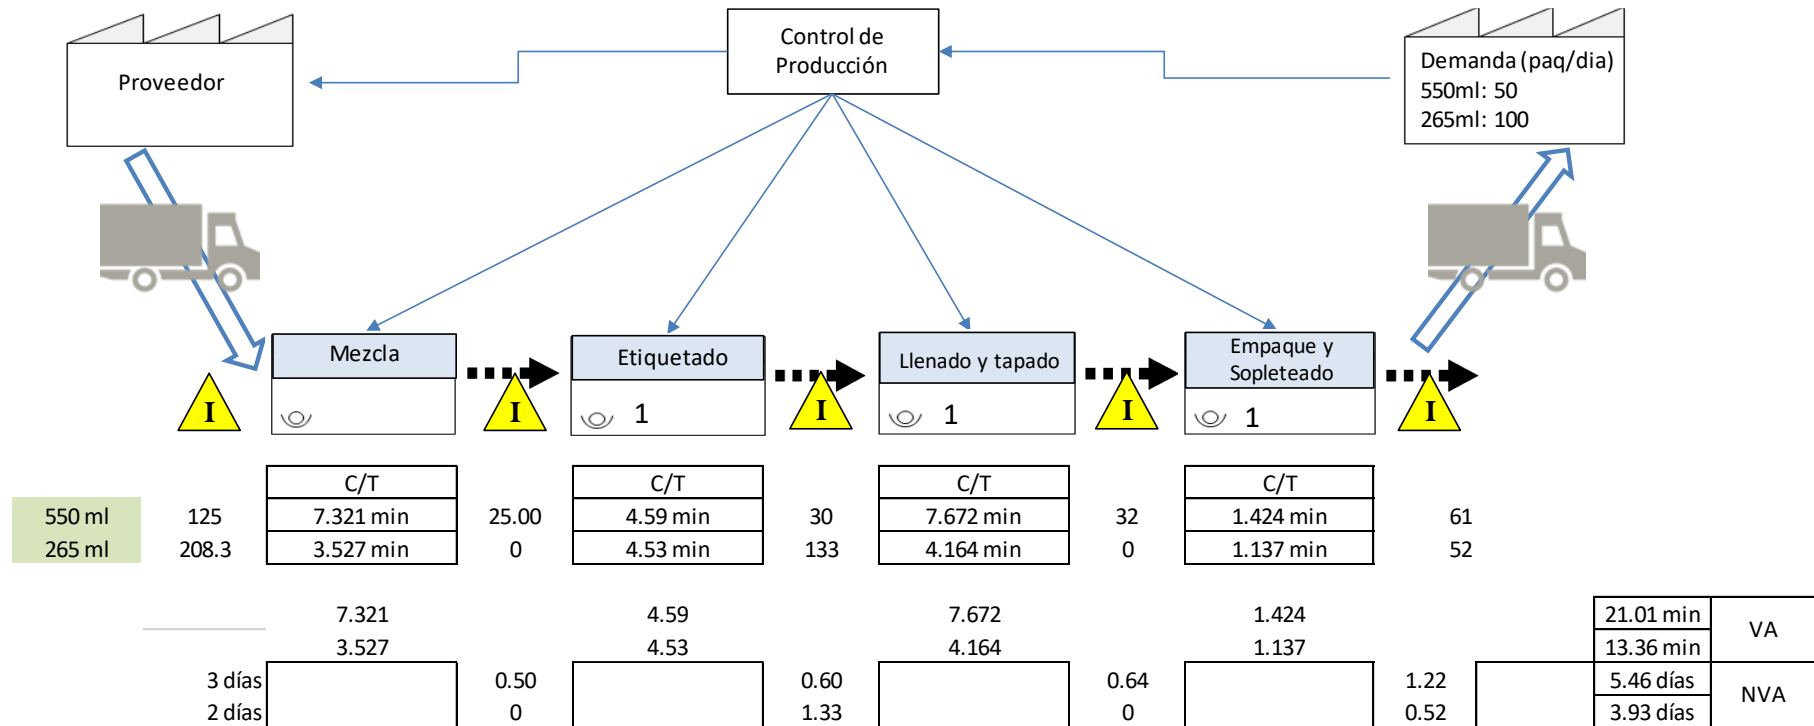 Proveedor
Control de
Producción
Demanda (paq/dia)
550ml: 50
265ml: 100
Mezcla
Etiquetado
Llenado y tapado
Empaque y
Sopleteado
I
I
I
I
I
1
1
1
C/T
C/T
C/T
C/T
550 ml 125 7.321 min 25.00 4.59 min 30 7.672 min 32 1.424 min 61
265 ml 208.3 3.527 min 0 4.53 min 133 4.164 min 0 1.137 min 52
7.321 4.59 7.672 1.424 21.01 min VA
3.527 4.53 4.164 1.137 13.36 min
3 días 0.50 0.60 0.64 1.22 5.46 días NVA
2 días 0 1.33 0 0.52 3.93 días